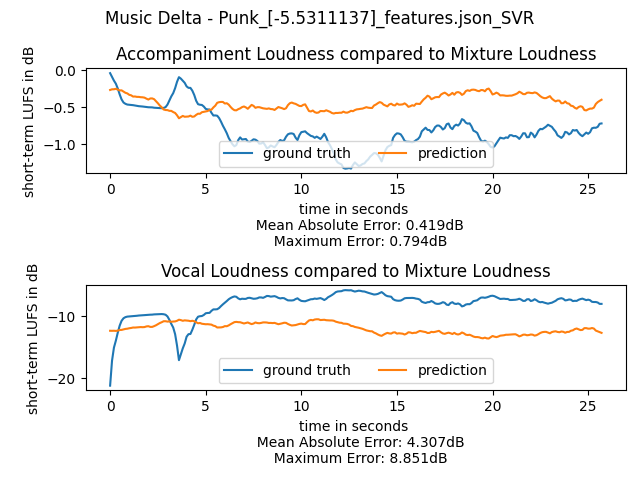 Music Delta - Punk_[-5.5311137]_features.json_SVR
Accompaniment Loudness compared to Mixture Loudness
short-term LUFS in dB
0.0
−0.5
−1.0
ground truth
prediction
0
5
10
15
20
25
time in seconds
Mean Absolute Error: 0.419dB
Maximum Error: 0.794dB
Vocal Loudness compared to Mixture Loudness
short-term LUFS in dB
−10
−20
ground truth
prediction
0
5
10
15
20
25
time in seconds
Mean Absolute Error: 4.307dB
Maximum Error: 8.851dB